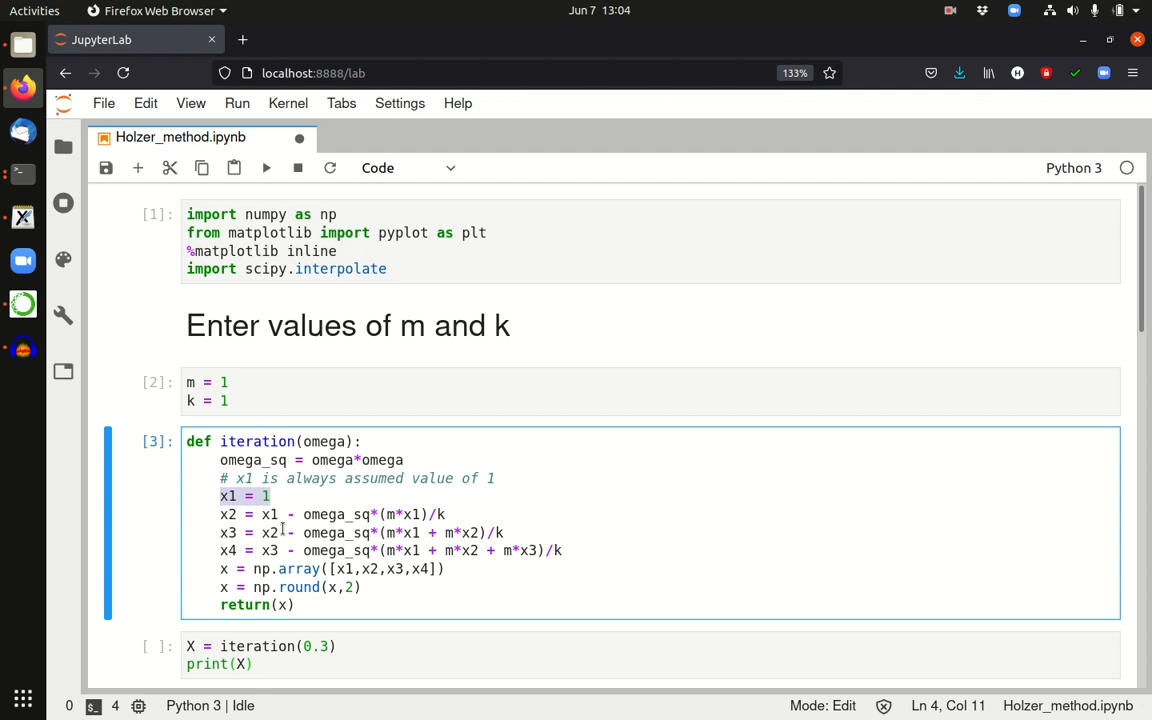 Activities
Firefox Web Browser
Jun 7 13:04
JupyterLab
localhost:8888/lab
133%
File Edit View Run Kernel Tabs Settings Help
Holzer_method.ipynb
Code
Python 3
[1]:
import numpy as np
from matplotlib import pyplot as plt
%matplotlib inline
import scipy.interpolate
Enter values of m and k
[2]:
m = 1
k = 1
[3]:
def iteration(omega):
omega_sq = omega*omega
# x1 is always assumed value of 1
x1 = 1
x2 = x1 - omega_sq*(m*x1)/k
x3 = x2 - omega_sq*(m*x1 + m*x2)/k
x4 = x3 - omega_sq*(m*x1 + m*x2 + m*x3)/k
x = np.array([x1,x2,x3,x4])
x = np.round(x,2)
return(x)
[ ]:
X = iteration(0.3)
print(X)
0 4 Python 3 | Idle Mode: Edit Ln 4, Col 11 Holzer_method.ipynb